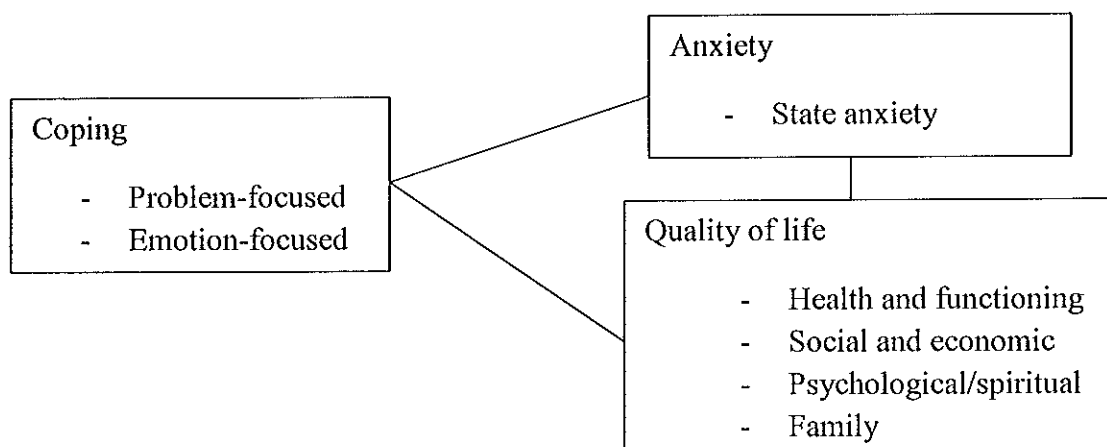 Anxiety
- State anxiety
Coping
- Problem-focused
- Emotion-focused
Quality of life
- Health and functioning
- Social and economic
- Psychological/spiritual
- Family